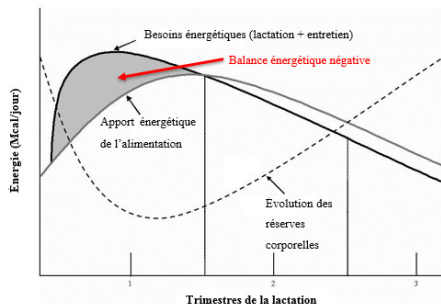 Besoins énergétiques (lactation + entretien)
Balance énergétique négative
Apport énergétique
de l'alimentation
Energie (Mcal/jour)
Evolution des
réserves
corporelles
1
2
3
Trimestres de la lactation